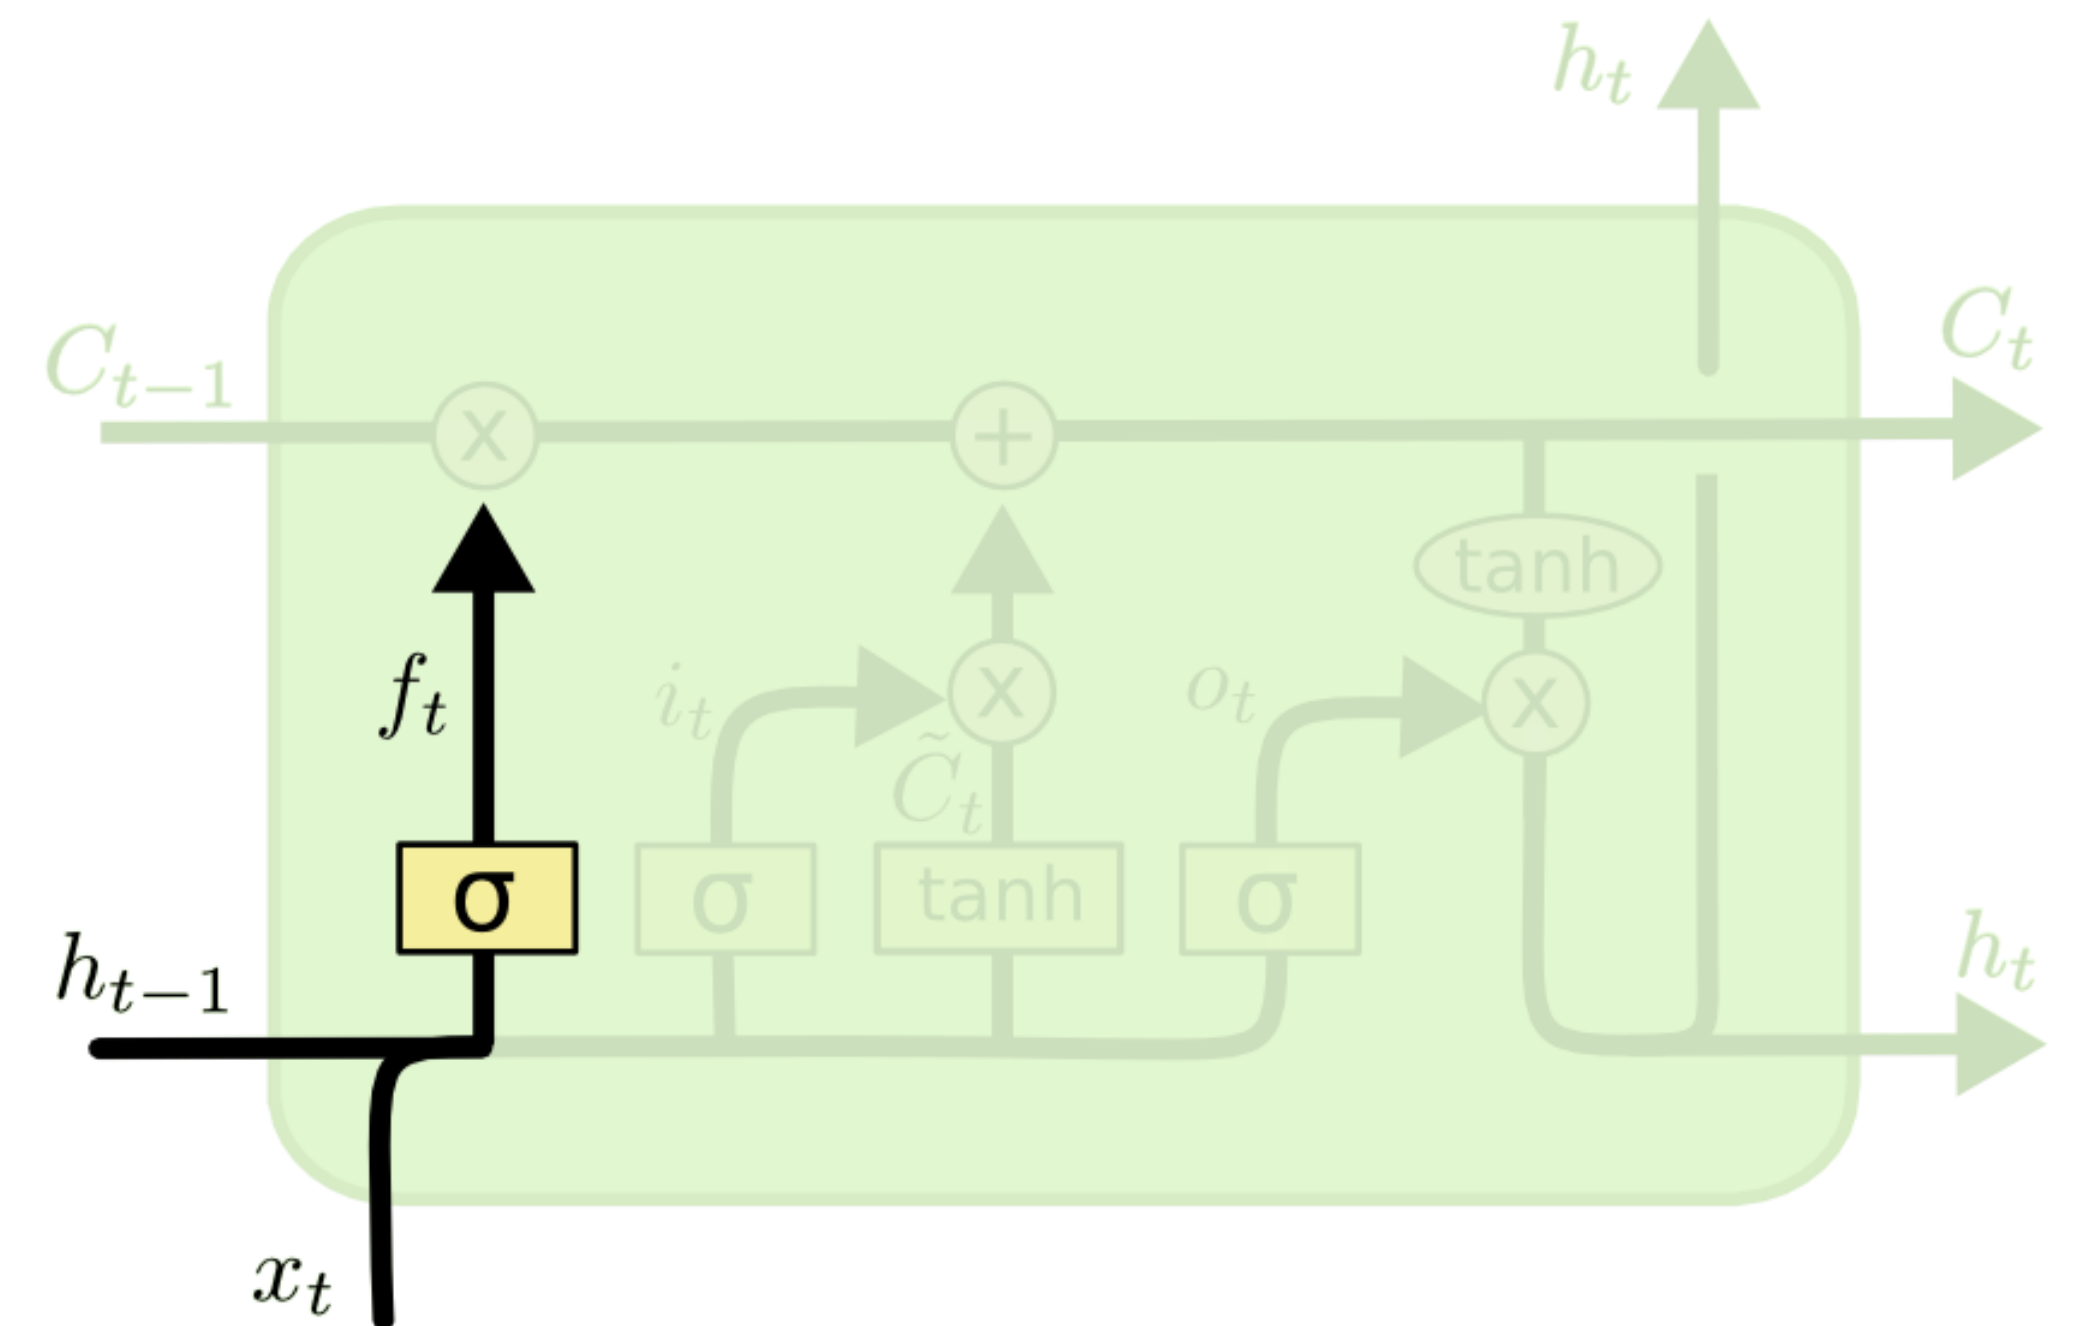 h_t
C_{t-1}
C_t
x
+
tanh
f_t
i_t
x
o_t
x
C̃_t
σ
σ
tanh
σ
h_{t-1}
h_t
x_t